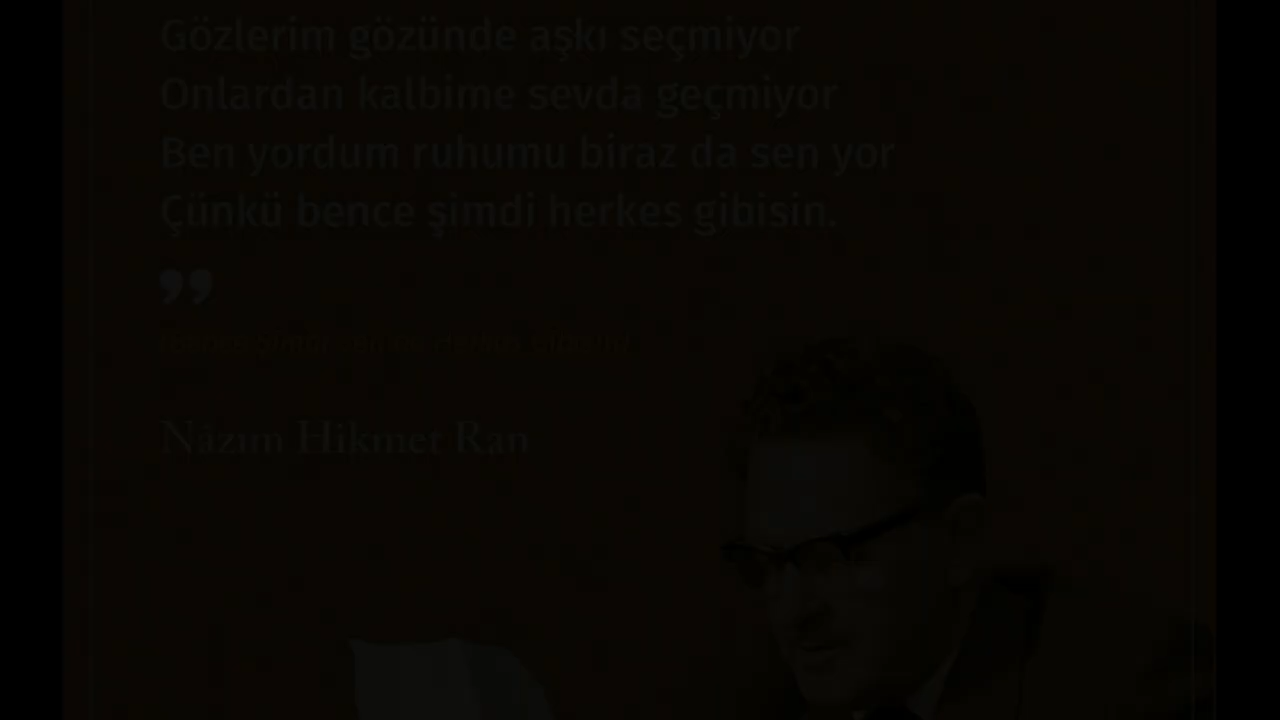 Gözlerim gözünde aşkı seçmiyor
Onlardan kalbime sevda geçmiyor
Ben yordum ruhumu biraz da sen yor
Çünkü bence şimdi herkes gibisin.
”
Nâzım Hikmet Ran